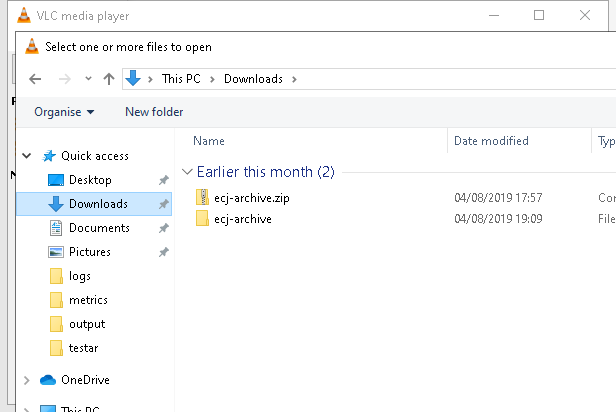 VLC media player
Select one or more files to open
This PC > Downloads >
Organise New folder
Name Date modified Typ
Quick access
Earlier this month (2)
Desktop
ecj-archive.zip 04/08/2019 17:57 Con
Downloads
ecj-archive 04/08/2019 19:09 File
Documents
Pictures
logs
metrics
output
testar
OneDrive
This PC